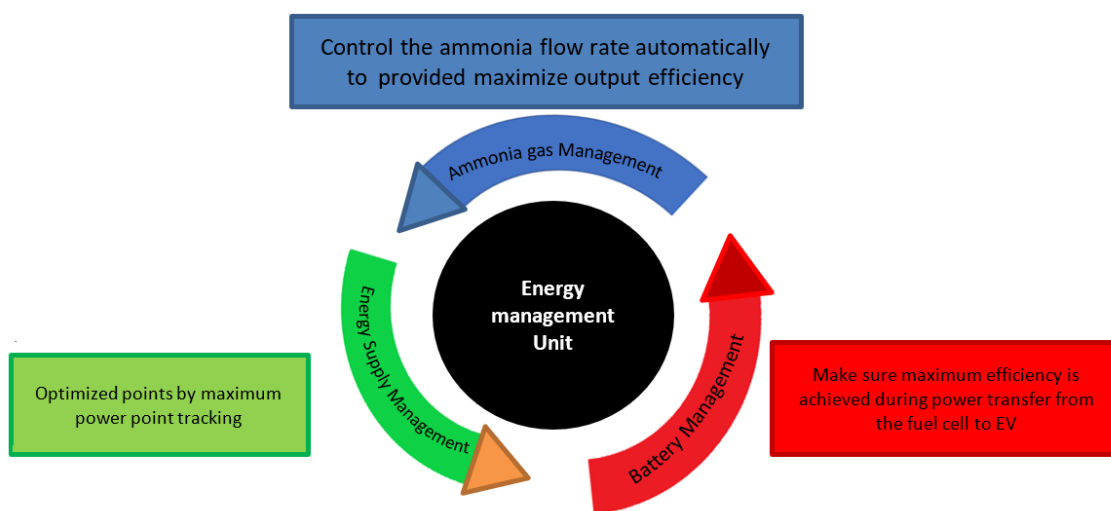 Control the ammonia flow rate automatically
to provided maximize output efficiency
Ammonia gas Management
Energy
management
Unit
Energy Supply Management
Battery Management
Optimized points by maximum
power point tracking
Make sure maximum efficiency is
achieved during power transfer from
the fuel cell to EV